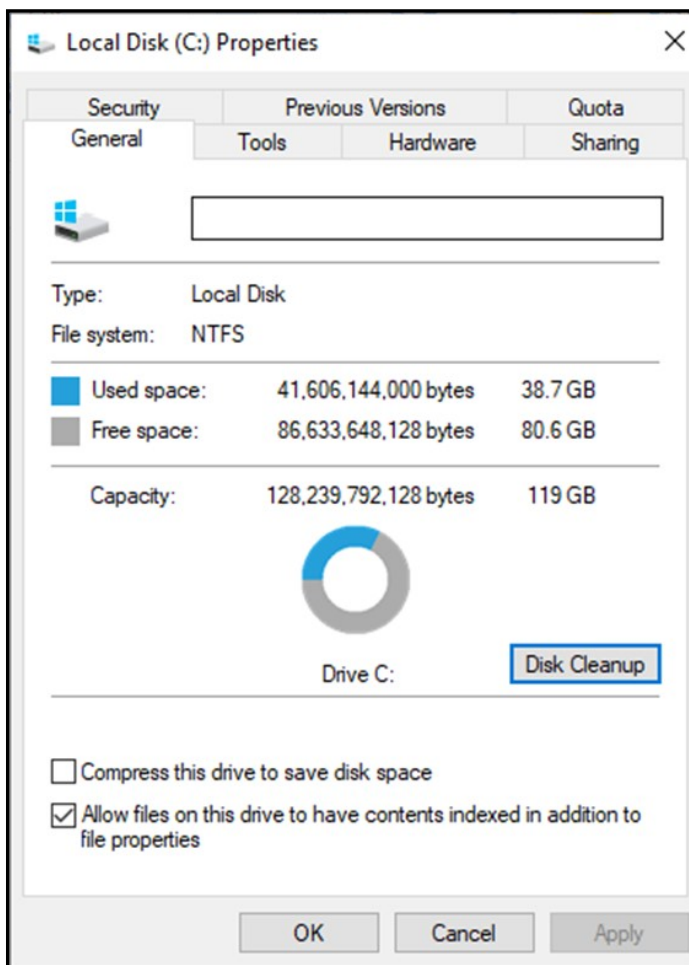 Local Disk (C:) Properties
Security Previous Versions Quota
General Tools Hardware Sharing
Type: Local Disk
File system: NTFS
Used space: 41,606,144,000 bytes 38.7 GB
Free space: 86,633,648,128 bytes 80.6 GB
Capacity: 128,239,792,128 bytes 119 GB
Drive C: Disk Cleanup
Compress this drive to save disk space
Allow files on this drive to have contents indexed in addition to
file properties
OK Cancel Apply